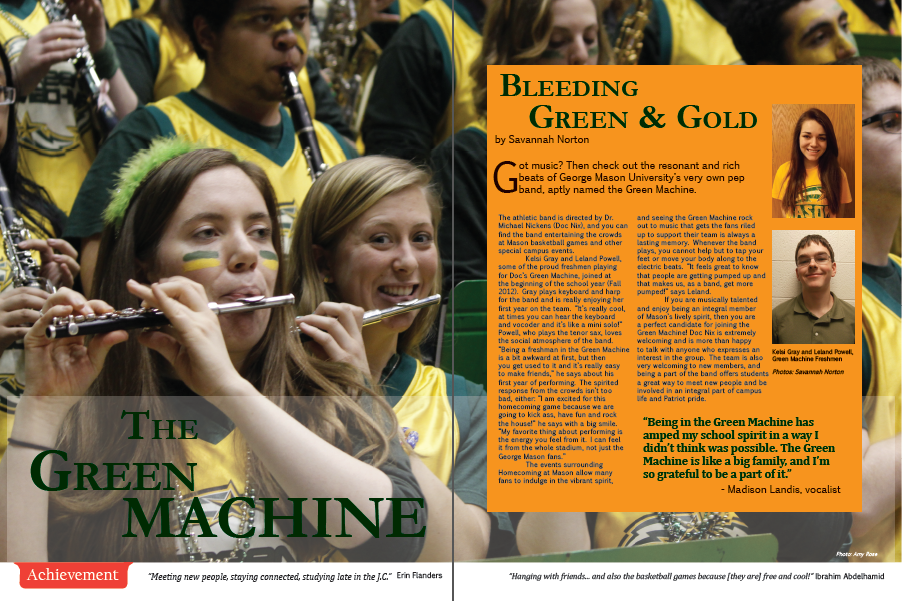 THE
GREEN
MACHINE
Achievement
"Meeting new people, staying connected, studying late in the J.C." Erin Flanders
BLEEDING
GREEN & GOLD
by Savannah Norton
Got music? Then check out the resonant and rich
beats of George Mason University's very own pep
band, aptly named the Green Machine.
The athletic band is directed by Dr.
Michael Nickens (Doc Nix), and you can
find the band entertaining the crowds
at Mason basketball games and other
special campus events.
Kelsi Gray and Leland Powell,
some of the proud freshmen playing
for Doc's Green Machine, joined at
the beginning of the school year (Fall
2012). Gray plays keyboard and harp
for the band and is really enjoying her
first year on the team. "It's really cool,
at times you can hear the keyboard
and vocoder and it's like a mini solo!"
Powell, who plays the tenor sax, loves
the social atmosphere of the band.
"Being a freshman in the Green Machine
is a bit awkward at first, but then
you get used to it and it's really easy
to make friends," he says about his
first year of performing. The spirited
response from the crowds isn't too
bad, either: "I am excited for this
homecoming game because we are
going to kick ass, have fun and rock
the house!" he says with a big smile.
"My favorite thing about performing is
the energy you feel from it. I can feel
it from the whole stadium, not just the
George Mason fans."
The events surrounding
Homecoming at Mason allow many
fans to indulge in the vibrant spirit,
and seeing the Green Machine rock
out to music that gets the fans riled
up to support their team is always a
lasting memory. Whenever the band
plays, you cannot help but to tap your
feet or move your body along to the
electric beats. "It feels great to know
that people are getting pumped up and
that makes us, as a band, get more
pumped!" says Leland.
If you are musically talented
and enjoy being an integral member
of Mason's lively spirit, then you are
a perfect candidate for joining the
Green Machine! Doc Nix is extremely
welcoming and is more than happy
to talk with anyone who expresses an
interest in the group. The team is also
very welcoming to new members, and
being a part of the band offers students
a great way to meet new people and be
involved in an integral part of campus
life and Patriot pride.
Kelsi Gray and Leland Powell,
Green Machine Freshmen
Photos: Savannah Norton
"Being in the Green Machine has
amped my school spirit in a way I
didn't think was possible. The Green
Machine is like a big family, and I'm
so grateful to be a part of it."
- Madison Landis, vocalist
Photo: Amy Rose
"Hanging with friends... and also the basketball games because [they are] free and cool!" Ibrahim Abdelhamid